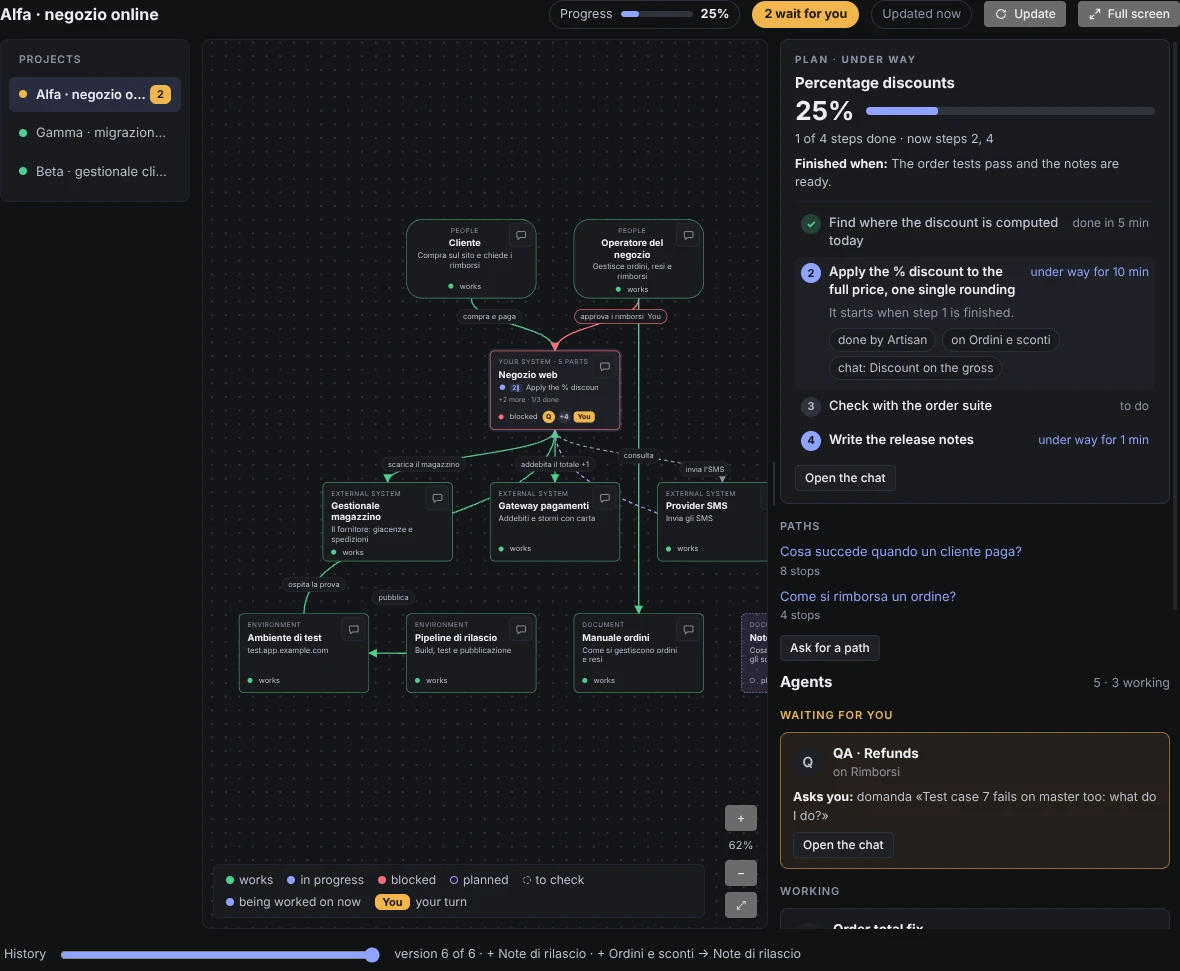 Alfa · negozio online
Progress 25%
2 wait for you
Updated now
Update
Full screen
PROJECTS
Alfa · negozio o... 2
Gamma · migrazion...
Beta · gestionale cli...
PEOPLE
Cliente
Compra sul sito e chiede i
rimborsi
works
PEOPLE
Operatore del
negozio
Gestisce ordini, resi e
rimborsi
works
compra e paga
approva i rimborsi You
YOUR SYSTEM · 5 PARTS
Negozio web
2 Apply the % discoun
+2 more · 1/3 done
blocked Q +4 You
scarica il magazzino
addebita il totale +1
consulta
invia l'SMS
EXTERNAL SYSTEM
Gestionale
magazzino
Il fornitore: giacenze e
spedizioni
works
EXTERNAL SYSTEM
Gateway pagamenti
Addebiti e storni con carta
works
EXTERNAL SYSTEM
Provider SMS
Invia gli SMS
works
ospita la prova
pubblica
ENVIRONMENT
Ambiente di test
test.app.example.com
works
ENVIRONMENT
Pipeline di rilascio
Build, test e pubblicazione
works
DOCUMENT
Manuale ordini
Come si gestiscono ordini
e resi
works
DOCU
Note
Cosa
gli sc
pl
+
62%
−
works
in progress
blocked
planned
to check
being worked on now
You your turn
PLAN · UNDER WAY
Percentage discounts
25%
1 of 4 steps done · now steps 2, 4
Finished when: The order tests pass and the notes are
ready.
Find where the discount is computed
today
done in 5 min
2 Apply the % discount to the
full price, one single rounding
under way for 10 min
It starts when step 1 is finished.
done by Artisan
on Ordini e sconti
chat: Discount on the gross
3 Check with the order suite to do
4 Write the release notes under way for 1 min
Open the chat
PATHS
Cosa succede quando un cliente paga?
8 stops
Come si rimborsa un ordine?
4 stops
Ask for a path
Agents 5 · 3 working
WAITING FOR YOU
Q QA · Refunds
on Rimborsi
Asks you: domanda «Test case 7 fails on master too: what do
I do?»
Open the chat
WORKING
Order total fix
History
version 6 of 6 · + Note di rilascio · + Ordini e sconti → Note di rilascio